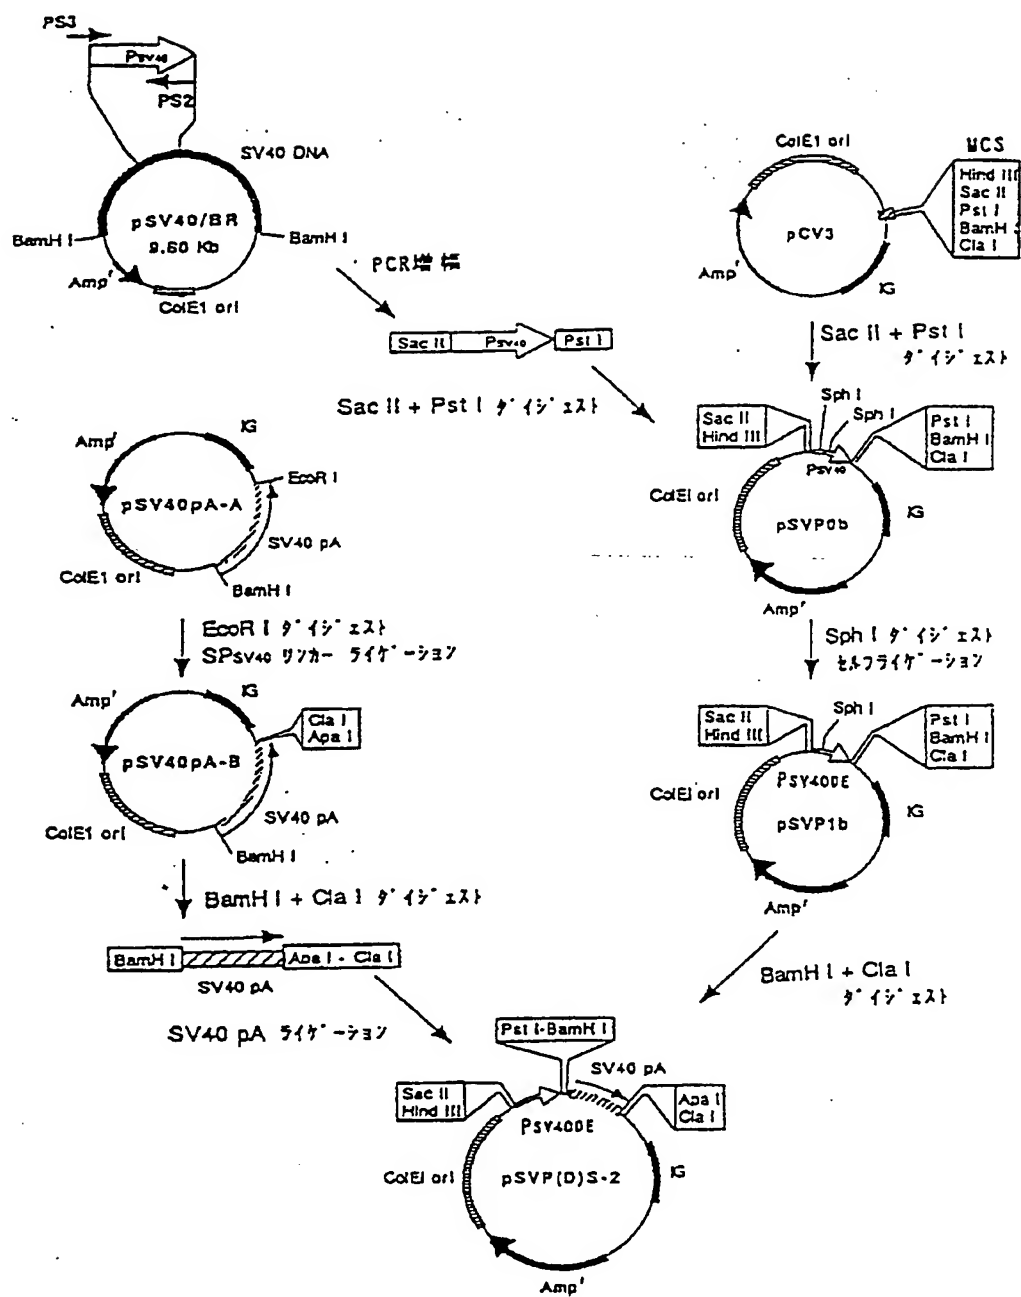 PS3
PSV40
PS2
SV40 DNA
pSV40/BR
9.60 Kb
BamH I
BamH I
Amp'
ColE1 ori
PCR増幅
Sac II
PSV40
Pst I
Sac II + Pst I ダイジェスト
ColE1 ori
MCS
Hind III
Sac II
Pst I
BamH I
Cla I
pCV3
Amp'
IG
Sac II + Pst I
ダイジェスト
Sph I
Sph I
Sac II
Hind III
Pst I
BamH I
Cla I
PSV40
ColEI ori
IG
pSVP0b
Amp'
Sph I ダイジェスト
セルフライゲーション
Sph I
Sac II
Hind III
Pst I
BamH I
Cla I
PSV40DE
ColEI ori
IG
pSVP1b
Amp'
BamH I + Cla I
ダイジェスト
Amp'
IG
EcoR I
pSV40pA-A
SV40 pA
ColE1 ori
BamH I
EcoR I ダイジェスト
SPSV40 リンカー ライゲーション
Amp'
IG
Cla I
Apa I
pSV40pA-B
SV40 pA
ColE1 ori
BamH I
BamH I + Cla I ダイジェスト
BamH I
Apa I - Cla I
SV40 pA
SV40 pA ライゲーション
Pst I-BamH I
SV40 pA
Sac II
Hind III
Apa I
Cla I
PSV40DE
ColEI ori
IG
pSVP(D)S-2
Amp'